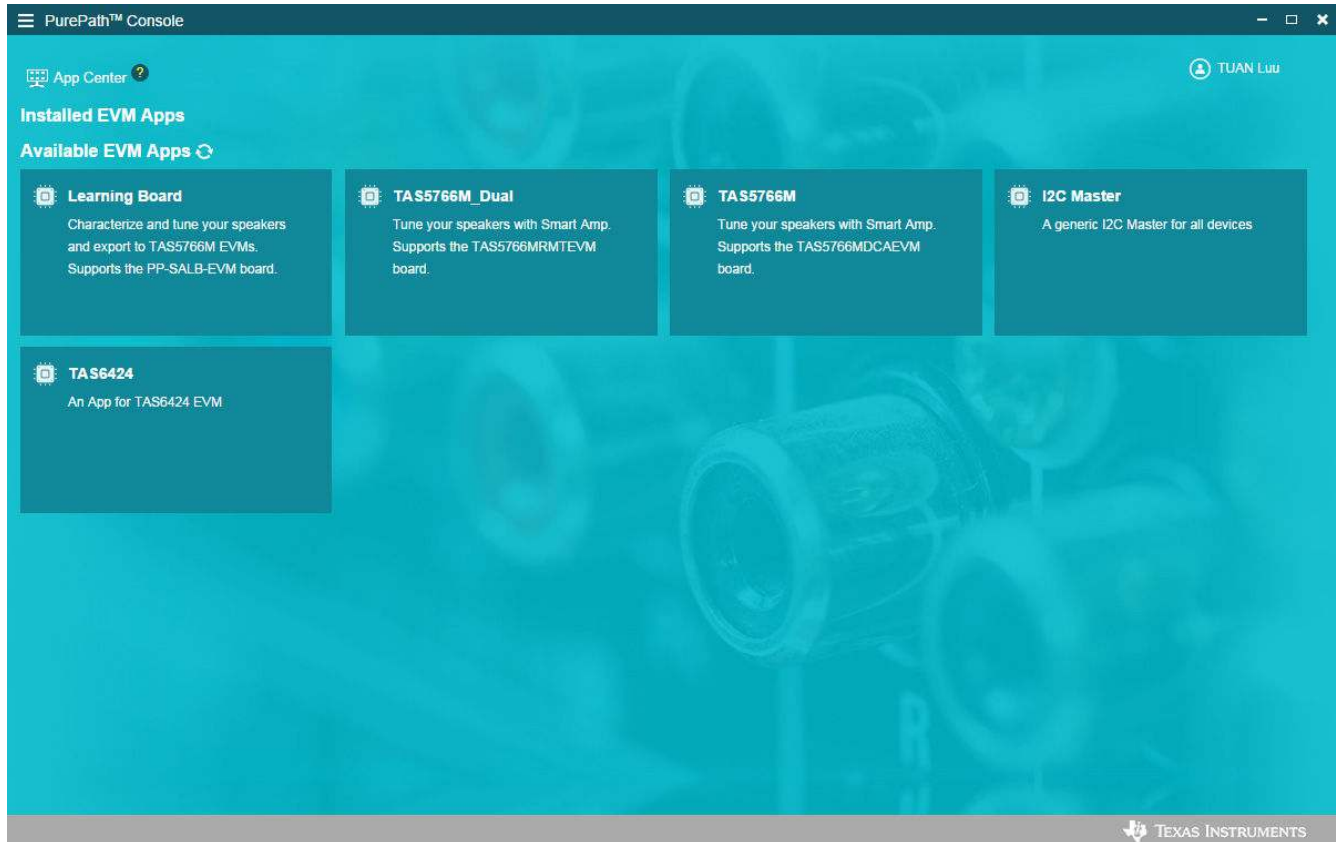 PurePath™ Console
App Center ?
TUAN Luu
Installed EVM Apps
Available EVM Apps
Learning Board
Characterize and tune your speakers
and export to TAS5766M EVMs.
Supports the PP-SALB-EVM board.
TAS5766M_Dual
Tune your speakers with Smart Amp.
Supports the TAS5766MRMTEVM
board.
TAS5766M
Tune your speakers with Smart Amp.
Supports the TAS5766MDCAEVM
board.
I2C Master
A generic I2C Master for all devices
TAS6424
An App for TAS6424 EVM
R
TEXAS INSTRUMENTS